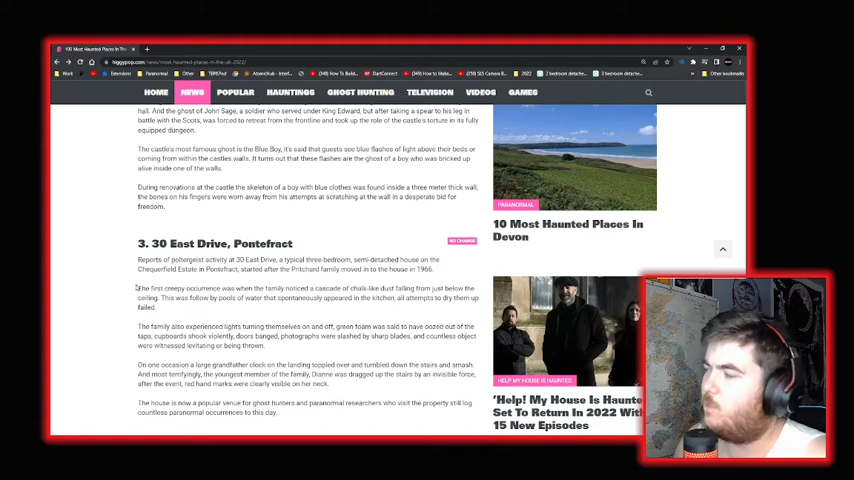 100 Most Haunted Places In The
higgypop.com/news/most-haunted-places-in-the-uk-2022/
Work
Extensions
Paranormal
Other
TEMSpod
AtomicHub - Interf...
(349) How To Build...
DartConnect
(349) How to Make...
(350) SLS Camera B...
2022
2 bedroom detache...
3 bedroom detache...
Other bookmarks
HOME NEWS POPULAR HAUNTINGS GHOST HUNTING TELEVISION VIDEOS GAMES
hall. And the ghost of John Sage, a soldier who served under King Edward, but after taking a spear to his leg in
battle with the Scots, was forced to retreat from the frontline and took up the role of the castle's torture in its fully
equipped dungeon.
The castle's most famous ghost is the Blue Boy, it's said that guests see blue flashes of light above their beds or
coming from within the castles walls. It turns out that these flashes are the ghost of a boy who was bricked up
alive inside one of the walls.
During renovations at the castle the skeleton of a boy with blue clothes was found inside a three meter thick wall,
the bones on his fingers were worn away from his attempts at scratching at the wall in a desperate bid for
freedom.
3. 30 East Drive, Pontefract
NO CHANGE
Reports of poltergeist activity at 30 East Drive, a typical three-bedroom, semi-detached house on the
Chequerfield Estate in Pontefract, started after the Pritchard family moved in to the house in 1966.
The first creepy occurrence was when the family noticed a cascade of chalk-like dust falling from just below the
ceiling. This was follow by pools of water that spontaneously appeared in the kitchen, all attempts to dry them up
failed.
The family also experienced lights turning themselves on and off, green foam was said to have oozed out of the
taps, cupboards shook violently, doors banged, photographs were slashed by sharp blades, and countless object
were witnessed levitating or being thrown.
On one occasion a large grandfather clock on the landing toppled over and tumbled down the stairs and smash.
And most terrifyingly, the youngest member of the family, Dianne was dragged up the stairs by an invisible force,
after the event, red hand marks were clearly visible on her neck.
The house is now a popular venue for ghost hunters and paranormal researchers who visit the property still log
countless paranormal occurrences to this day.
PARANORMAL
10 Most Haunted Places In
Devon
HELP MY HOUSE IS HAUNTED
'Help! My House Is Haunte
Set To Return In 2022 With
15 New Episodes